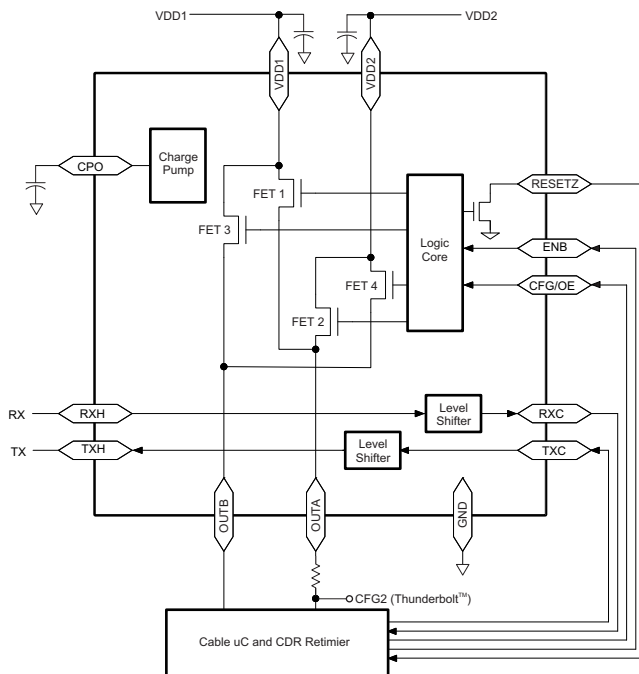 VDD1
VDD2
VDD1
VDD2
CPO
Charge
Pump
FET 1
RESETZ
FET 3
Logic
Core
ENB
FET 4
CFG/OE
FET 2
RX
RXH
Level
Shifter
RXC
TX
TXH
Level
Shifter
TXC
OUTB
OUTA
GND
CFG2 (Thunderbolt™)
Cable uC and CDR Retimier